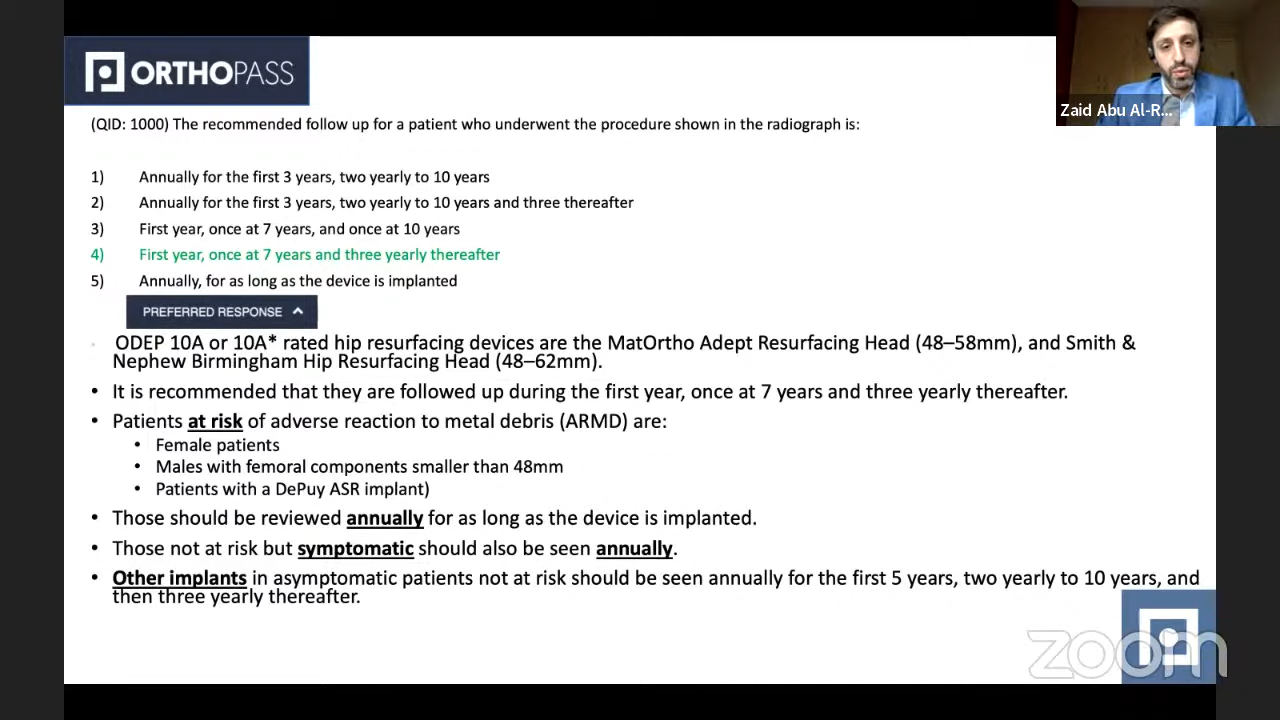 ORTHOPASS
Zaid Abu Al-R...
(QID: 1000) The recommended follow up for a patient who underwent the procedure shown in the radiograph is:
1) Annually for the first 3 years, two yearly to 10 years
2) Annually for the first 3 years, two yearly to 10 years and three thereafter
3) First year, once at 7 years, and once at 10 years
4) First year, once at 7 years and three yearly thereafter
5) Annually, for as long as the device is implanted
PREFERRED RESPONSE
ODEP 10A or 10A* rated hip resurfacing devices are the MatOrtho Adept Resurfacing Head (48–58mm), and Smith &
Nephew Birmingham Hip Resurfacing Head (48–62mm).
• It is recommended that they are followed up during the first year, once at 7 years and three yearly thereafter.
• Patients at risk of adverse reaction to metal debris (ARMD) are:
• Female patients
• Males with femoral components smaller than 48mm
• Patients with a DePuy ASR implant)
• Those should be reviewed annually for as long as the device is implanted.
• Those not at risk but symptomatic should also be seen annually.
• Other implants in asymptomatic patients not at risk should be seen annually for the first 5 years, two yearly to 10 years, and
then three yearly thereafter.
zoom